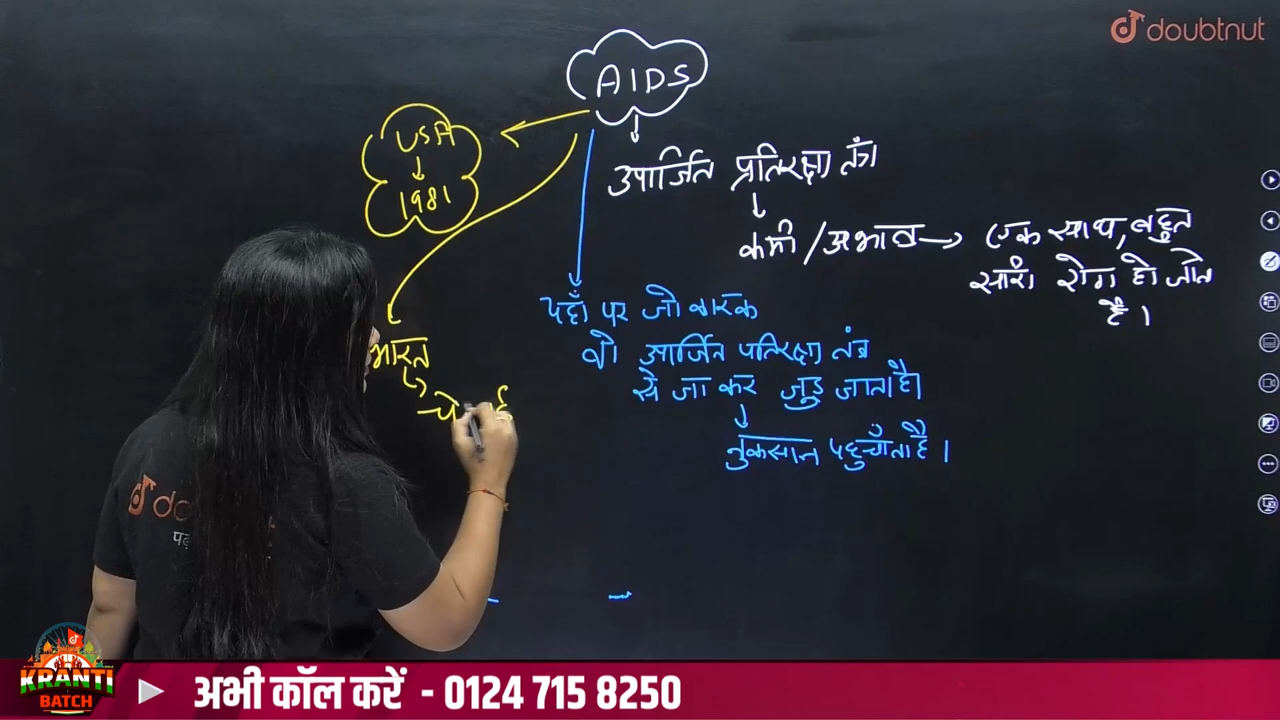 doubtnut
AIDS
USA
1981
उपार्जित प्रतिरक्षा तंत्र
कमी / अभाव → एक साथ, बहुत
सारे रोग हो जाते
है।
यहाँ पर जो कारक
वो उपार्जित प्रतिरक्षा तंत्र
से जा कर जुड़ जाता है।
नुकसान पहुचाँता है।
भारत
KRANTI
BATCH
अभी कॉल करें - 0124 715 8250